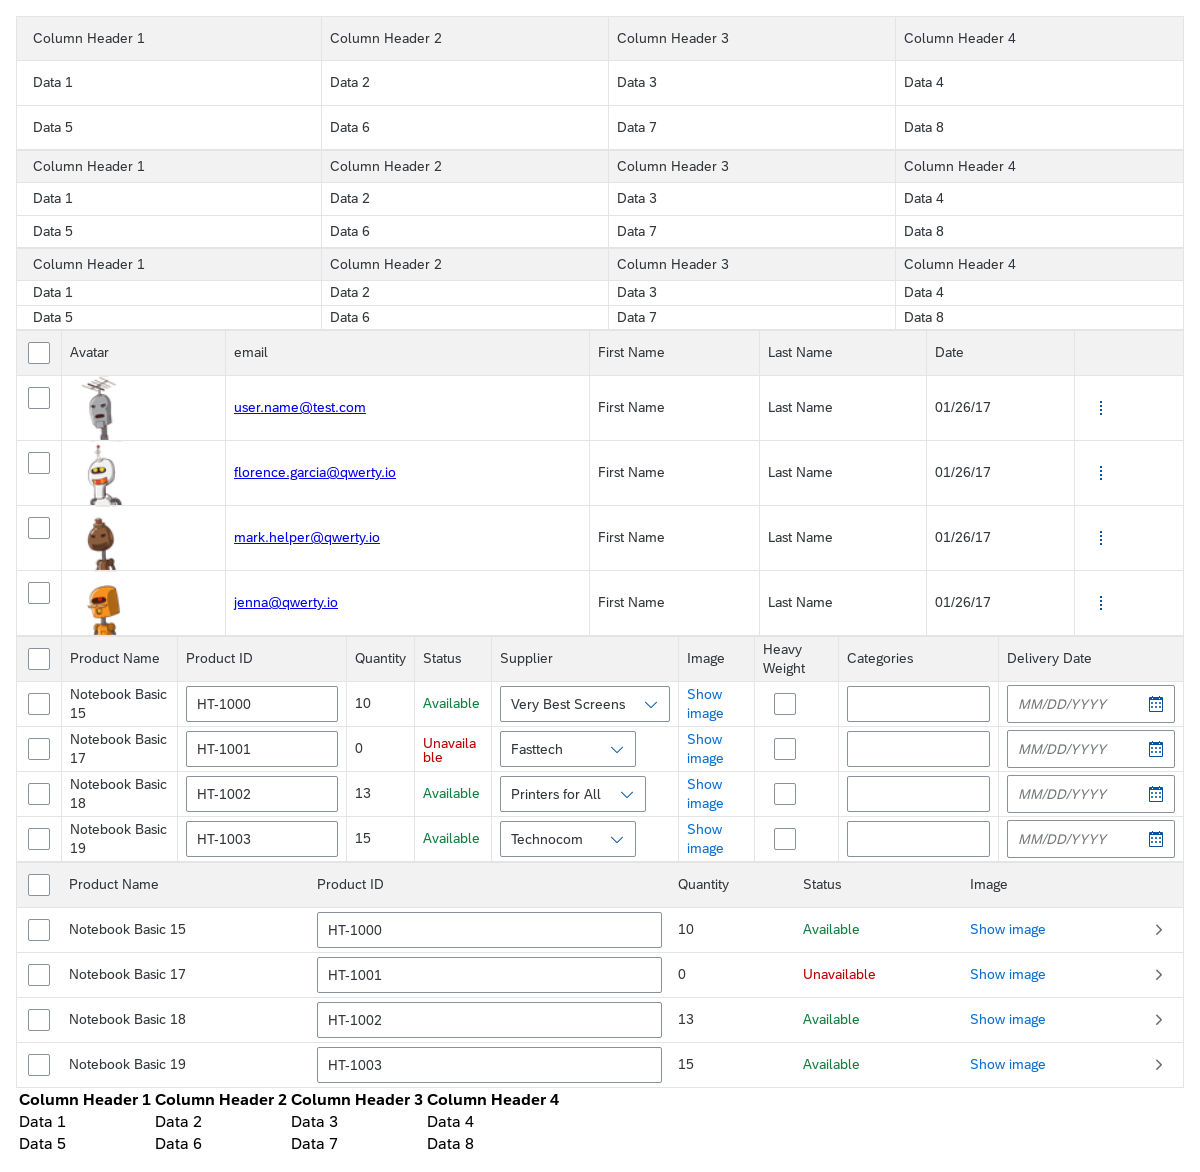 Column Header 1 Column Header 2 Column Header 3 Column Header 4
Data 1 Data 2 Data 3 Data 4
Data 5 Data 6 Data 7 Data 8
Column Header 1 Column Header 2 Column Header 3 Column Header 4
Data 1 Data 2 Data 3 Data 4
Data 5 Data 6 Data 7 Data 8
Column Header 1 Column Header 2 Column Header 3 Column Header 4
Data 1 Data 2 Data 3 Data 4
Data 5 Data 6 Data 7 Data 8
Avatar email First Name Last Name Date
user.name@test.com First Name Last Name 01/26/17
florence.garcia@qwerty.io First Name Last Name 01/26/17
mark.helper@qwerty.io First Name Last Name 01/26/17
jenna@qwerty.io First Name Last Name 01/26/17
Product Name Product ID Quantity Status Supplier Image Heavy
Weight Categories Delivery Date
Notebook Basic
15 HT-1000 10 Available Very Best Screens Show
image MM/DD/YYYY
Notebook Basic
17 HT-1001 0 Unavaila
ble Fasttech Show
image MM/DD/YYYY
Notebook Basic
18 HT-1002 13 Available Printers for All Show
image MM/DD/YYYY
Notebook Basic
19 HT-1003 15 Available Technocom Show
image MM/DD/YYYY
Product Name Product ID Quantity Status Image
Notebook Basic 15 HT-1000 10 Available Show image
Notebook Basic 17 HT-1001 0 Unavailable Show image
Notebook Basic 18 HT-1002 13 Available Show image
Notebook Basic 19 HT-1003 15 Available Show image
Column Header 1 Column Header 2 Column Header 3 Column Header 4
Data 1 Data 2 Data 3 Data 4
Data 5 Data 6 Data 7 Data 8